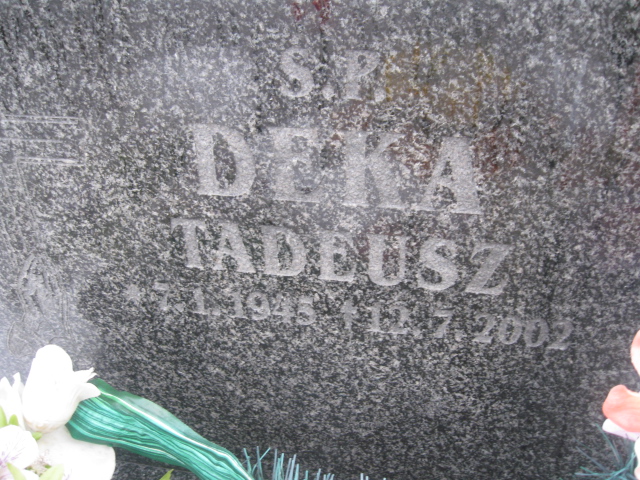 Ś.P.
DEKA
TADEUSZ
* 7.1.1945 † 12.7.2002